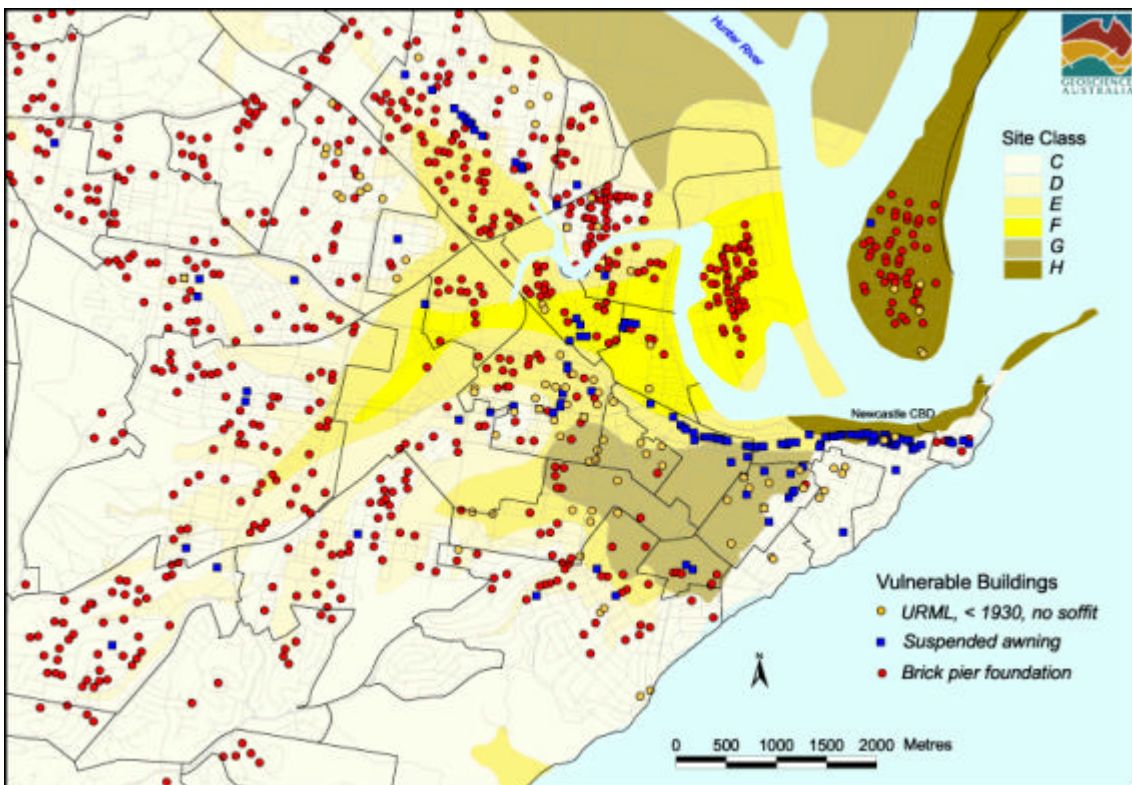 Hunter River
GEOSCIENCE
AUSTRALIA
Site Class
C
D
E
F
G
H
Newcastle CBD
Vulnerable Buildings
URML, < 1930, no soffit
Suspended awning
Brick pier foundation
N
0 500 1000 1500 2000 Metres